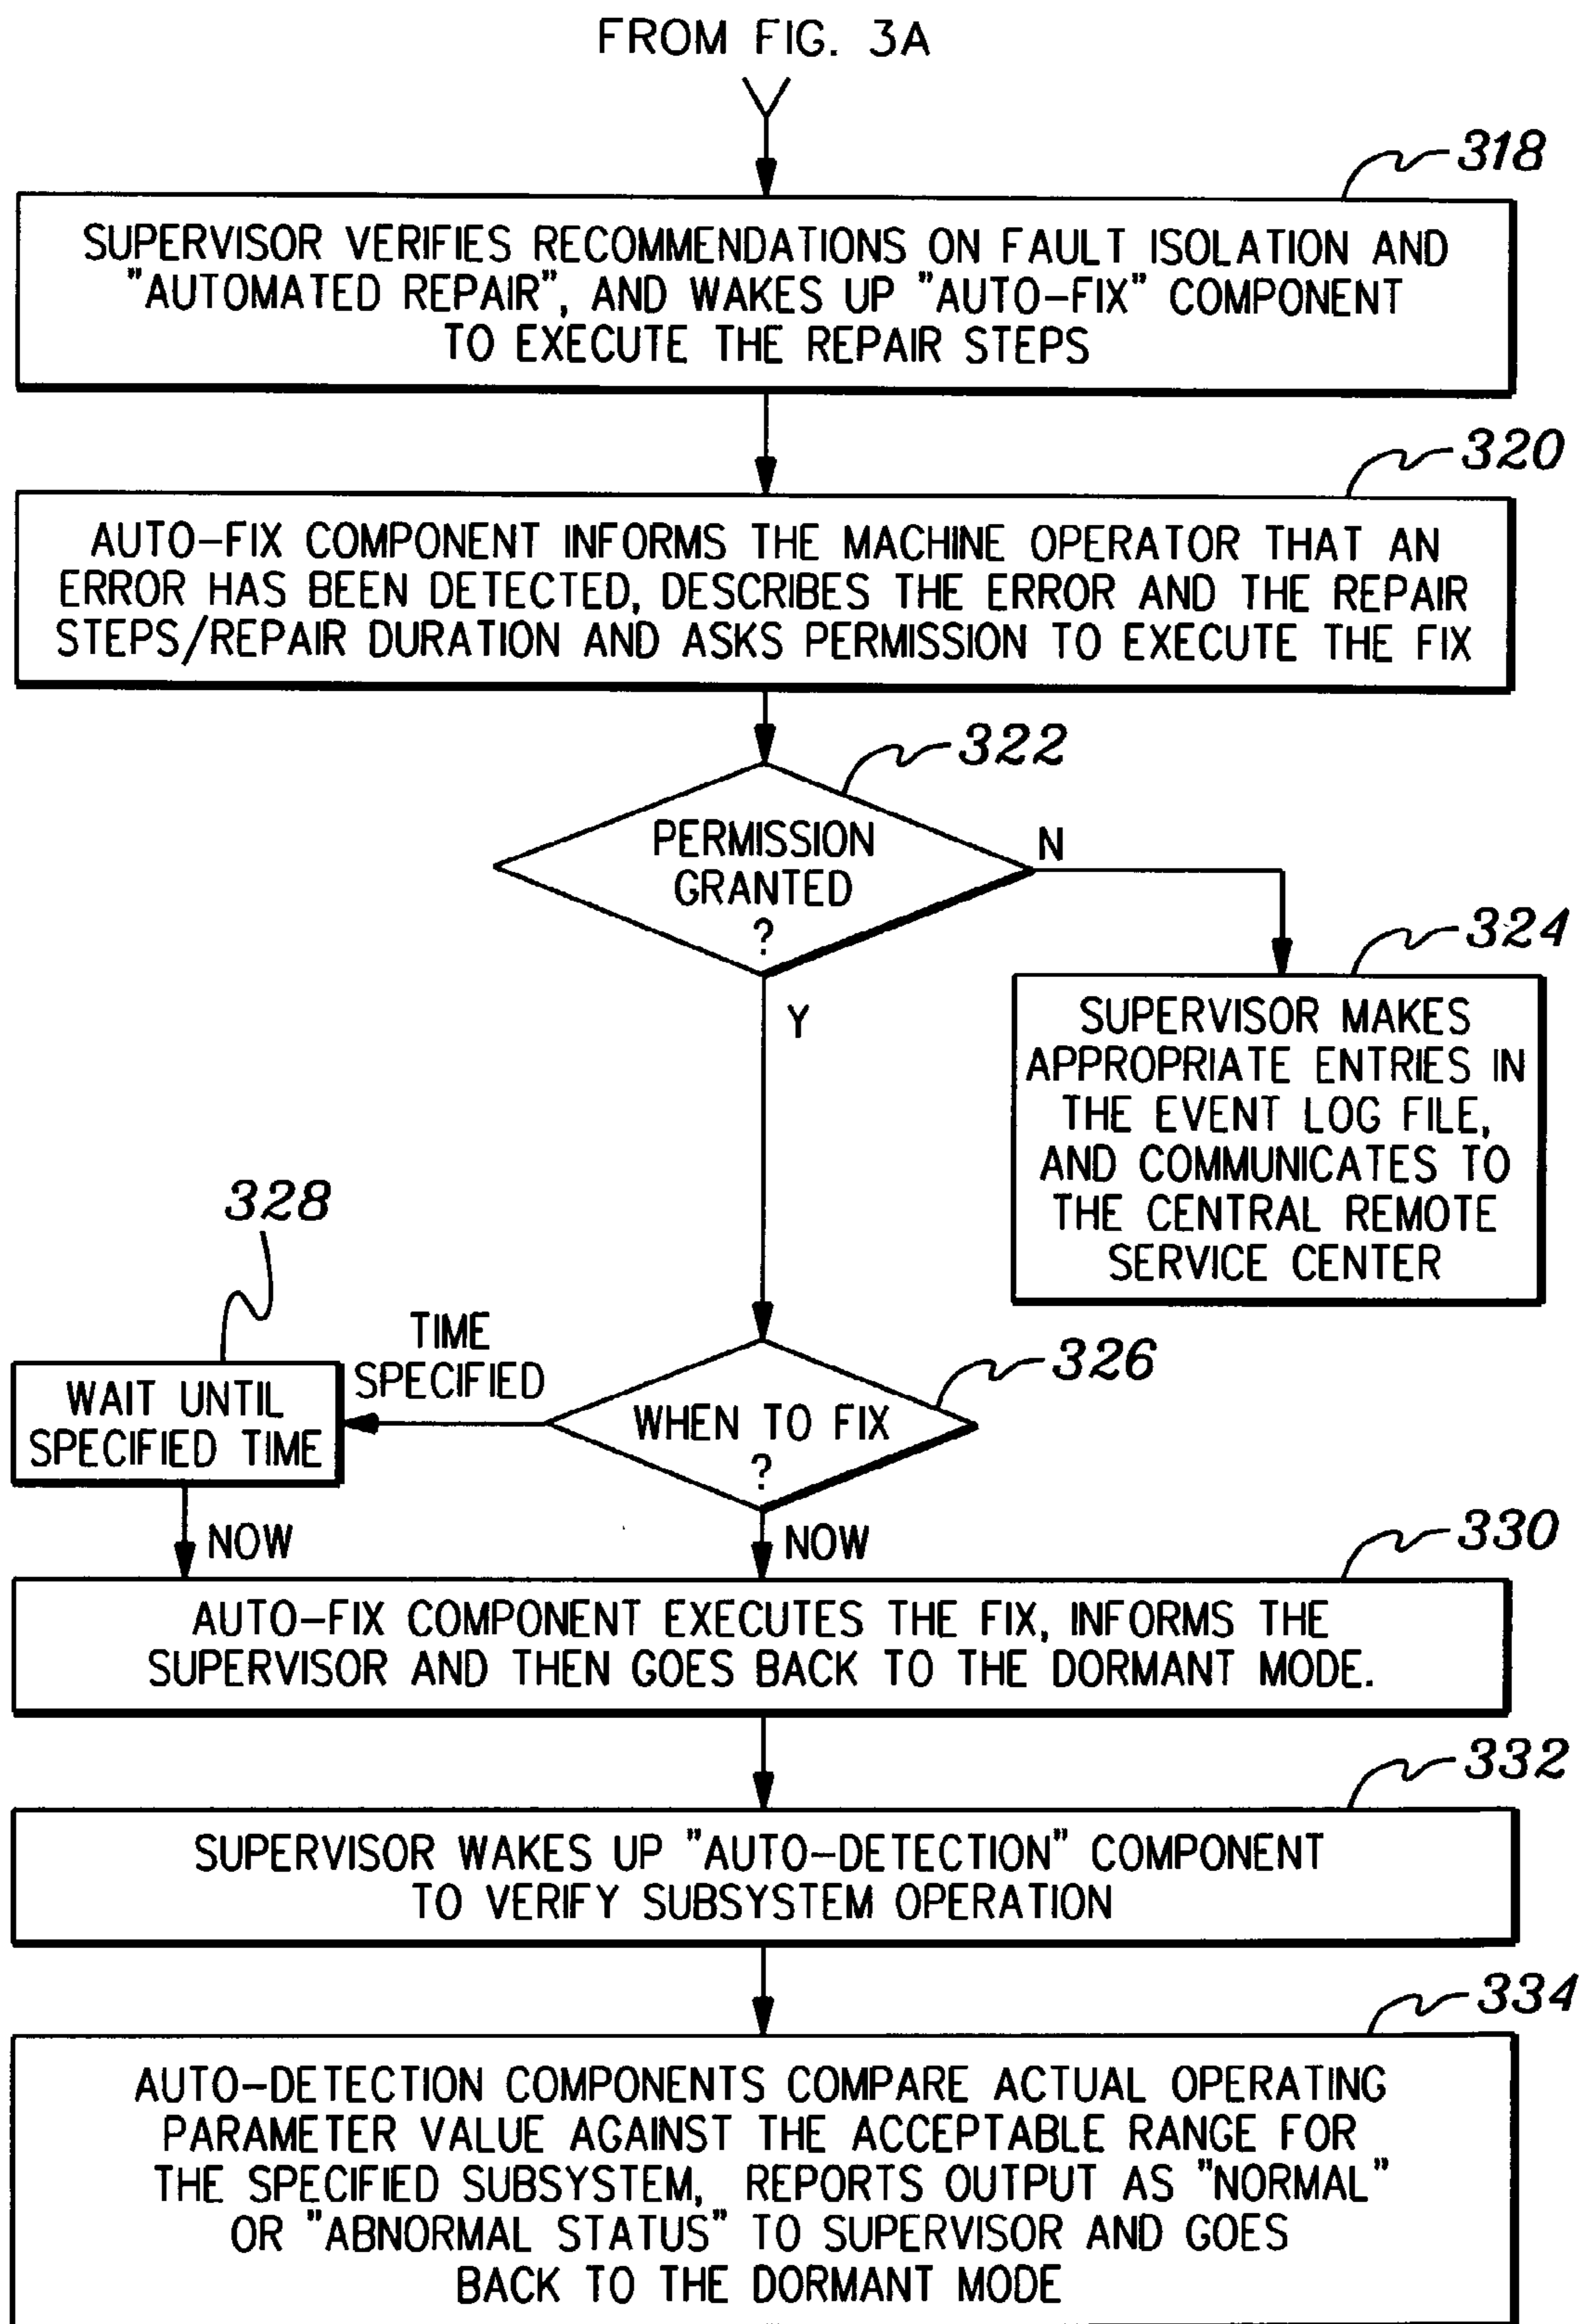 FROM FIG. 3A
318
SUPERVISOR VERIFIES RECOMMENDATIONS ON FAULT ISOLATION AND
"AUTOMATED REPAIR", AND WAKES UP "AUTO-FIX" COMPONENT
TO EXECUTE THE REPAIR STEPS
320
AUTO-FIX COMPONENT INFORMS THE MACHINE OPERATOR THAT AN
ERROR HAS BEEN DETECTED, DESCRIBES THE ERROR AND THE REPAIR
STEPS/REPAIR DURATION AND ASKS PERMISSION TO EXECUTE THE FIX
322
PERMISSION
GRANTED
?
N
Y
324
SUPERVISOR MAKES
APPROPRIATE ENTRIES IN
THE EVENT LOG FILE,
AND COMMUNICATES TO
THE CENTRAL REMOTE
SERVICE CENTER
326
WHEN TO FIX
?
TIME
SPECIFIED
328
WAIT UNTIL
SPECIFIED TIME
NOW
NOW
330
AUTO-FIX COMPONENT EXECUTES THE FIX, INFORMS THE
SUPERVISOR AND THEN GOES BACK TO THE DORMANT MODE.
332
SUPERVISOR WAKES UP "AUTO-DETECTION" COMPONENT
TO VERIFY SUBSYSTEM OPERATION
334
AUTO-DETECTION COMPONENTS COMPARE ACTUAL OPERATING
PARAMETER VALUE AGAINST THE ACCEPTABLE RANGE FOR
THE SPECIFIED SUBSYSTEM, REPORTS OUTPUT AS "NORMAL"
OR "ABNORMAL STATUS" TO SUPERVISOR AND GOES
BACK TO THE DORMANT MODE